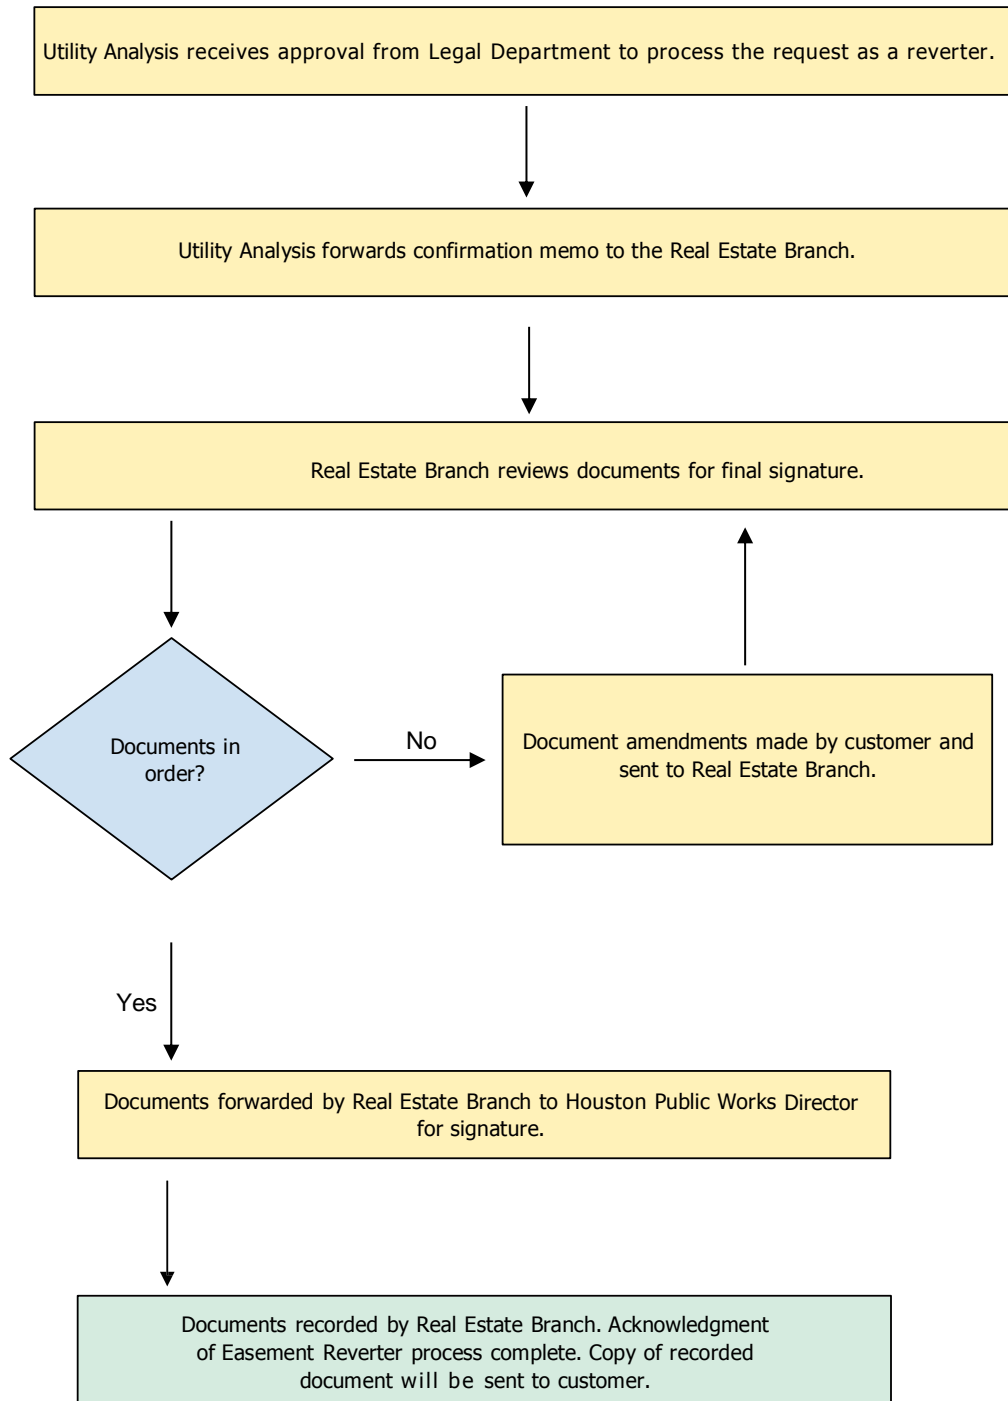 Utility Analysis receives approval from Legal Department to process the request as a reverter.
Utility Analysis forwards confirmation memo to the Real Estate Branch.
Real Estate Branch reviews documents for final signature.
Documents in
order?
No
Document amendments made by customer and
sent to Real Estate Branch.
Yes
Documents forwarded by Real Estate Branch to Houston Public Works Director
for signature.
Documents recorded by Real Estate Branch. Acknowledgment
of Easement Reverter process complete. Copy of recorded
document will be sent to customer.